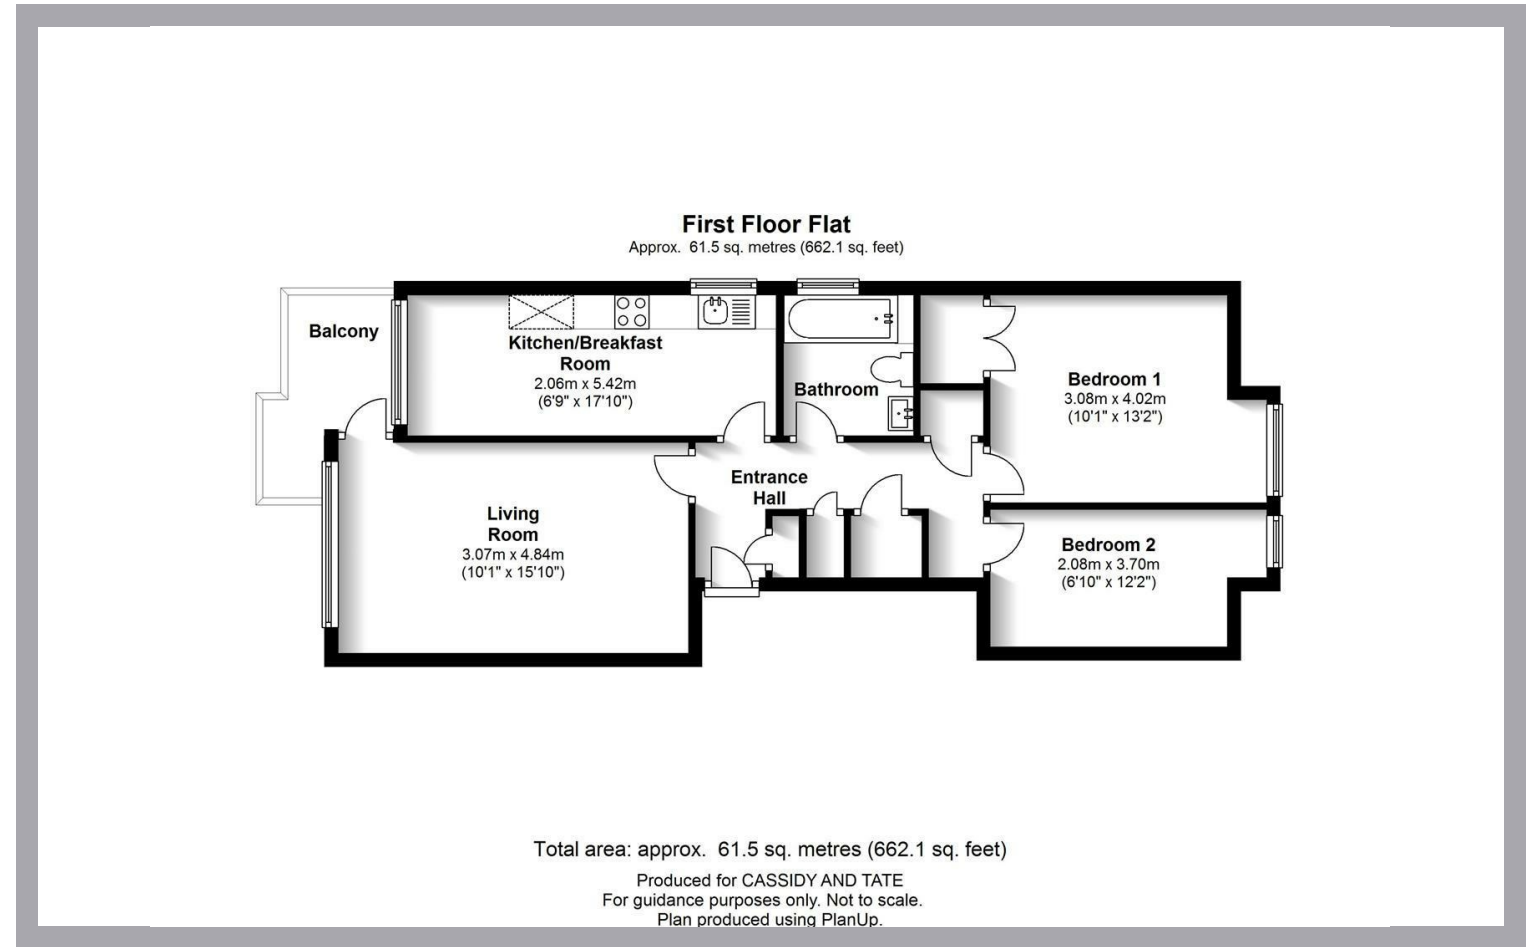 First Floor Flat
Approx. 61.5 sq. metres (662.1 sq. feet)
Balcony
Kitchen/Breakfast
Room
2.06m x 5.42m
(6'9" x 17'10")
Bathroom
Bedroom 1
3.08m x 4.02m
(10'1" x 13'2")
Entrance
Hall
Living
Room
3.07m x 4.84m
(10'1" x 15'10")
Bedroom 2
2.08m x 3.70m
(6'10" x 12'2")
Total area: approx. 61.5 sq. metres (662.1 sq. feet)
Produced for CASSIDY AND TATE
For guidance purposes only. Not to scale.
Plan produced using PlanUp.